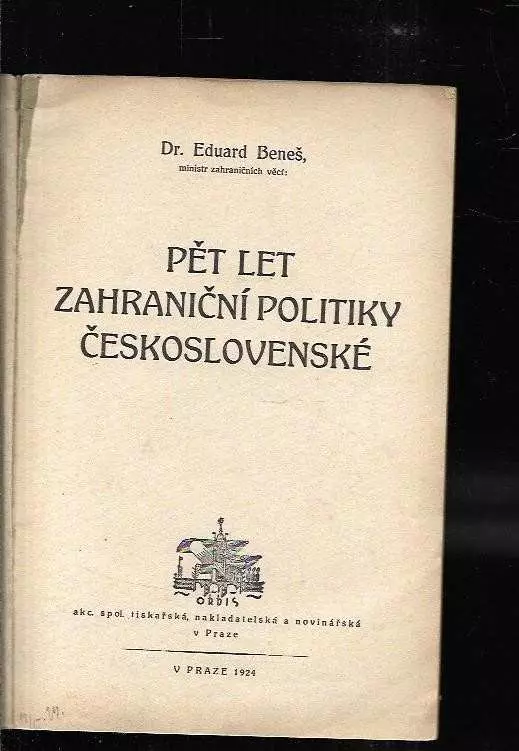 Dr. Eduard Beneš,
ministr zahraničních věcí:
PĚT LET
ZAHRANIČNÍ POLITIKY
ČESKOSLOVENSKÉ
ORBIS
akc. spol. tiskařská, nakladatelská a novinářská
v Praze
V PRAZE 1924